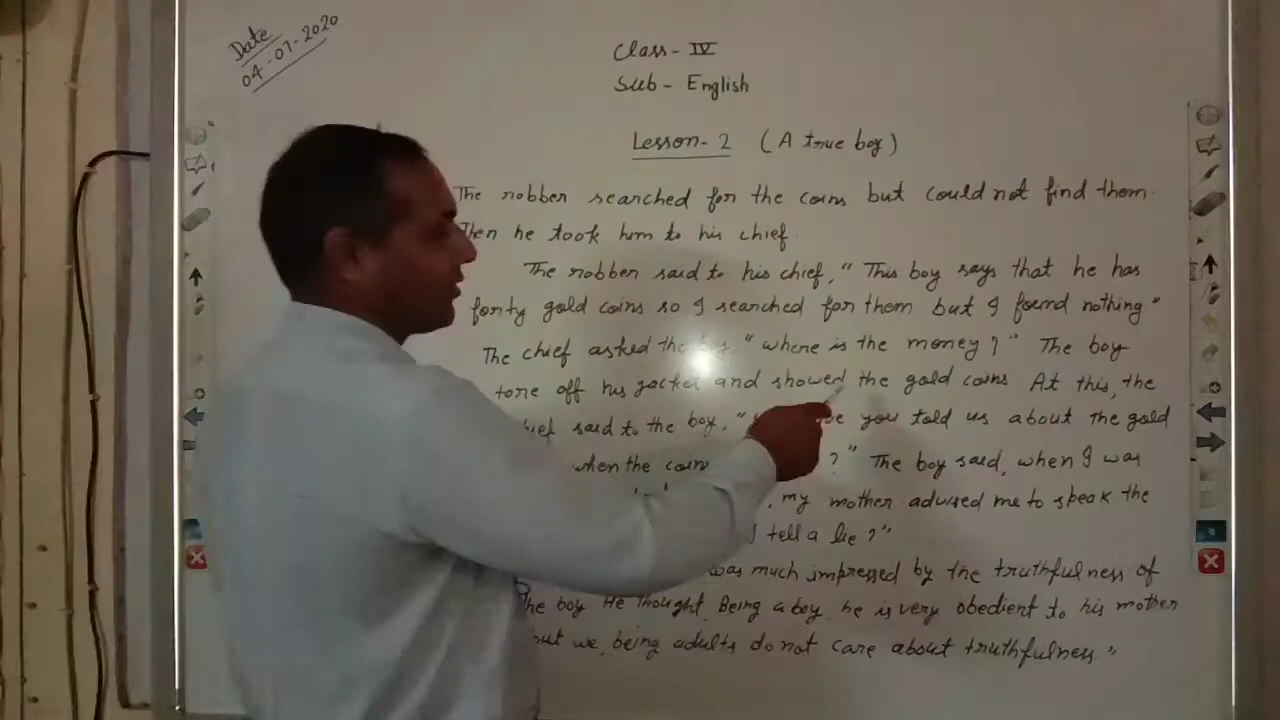 Date
04-07-2020
Class- IV
Sub- English
Lesson- 2 (A true boy)
The robber searched for the coins but could not find them.
Then he took him to his chief.
The robber said to his chief, "This boy says that he has
forty gold coins so I searched for them but I found nothing"
The chief asked the "where is the money?" The boy
tore off his jacket and showed the gold coins At this, the
said to the boy, " you told us about the gold
when the coins ?" The boy said, when I was
, my mother advised me to speak the
I tell a lie?"
was much impressed by the truthfulness of
the boy He thought, Being a boy, he is very obedient to his mother
but we, being adults do not care about truthfulness"